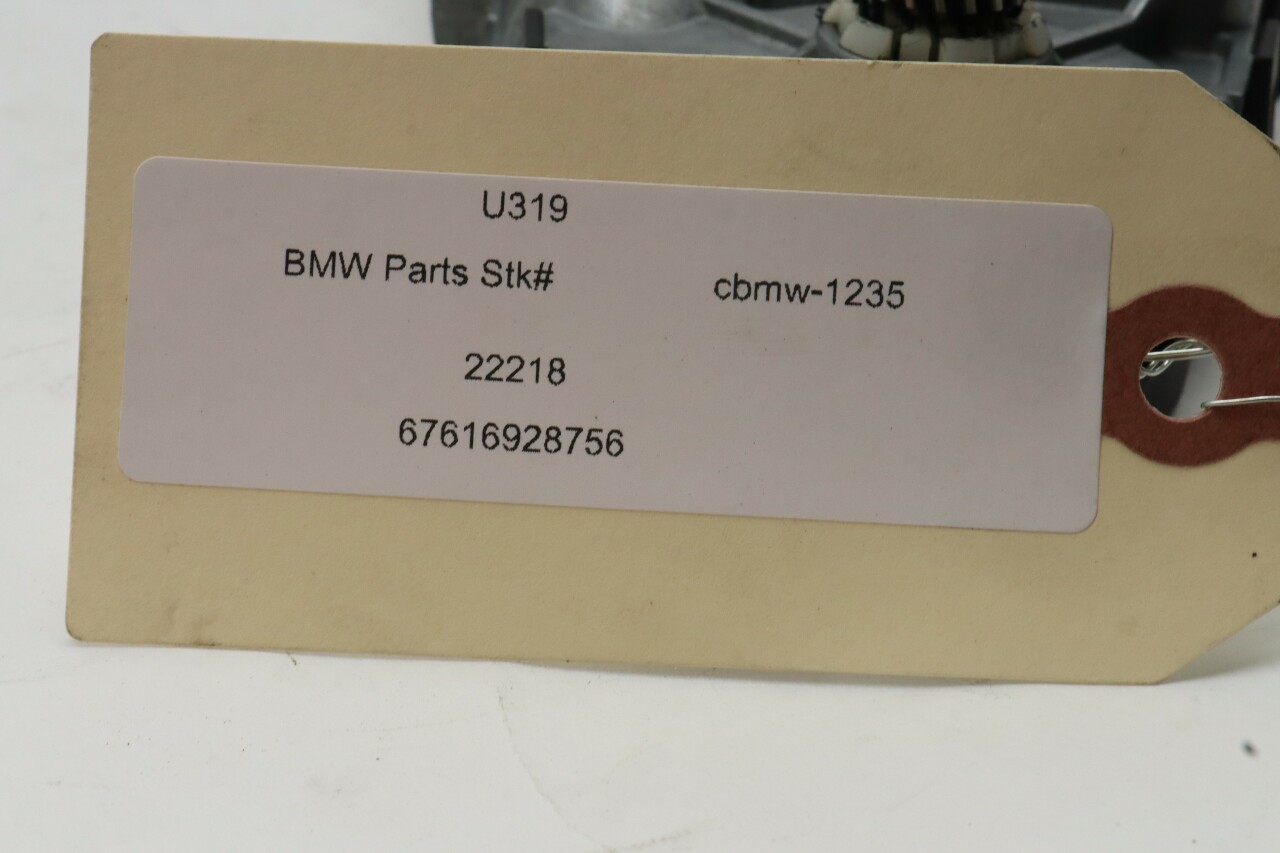 U319
BMW Parts Stk# cbmw-1235
22218
67616928756